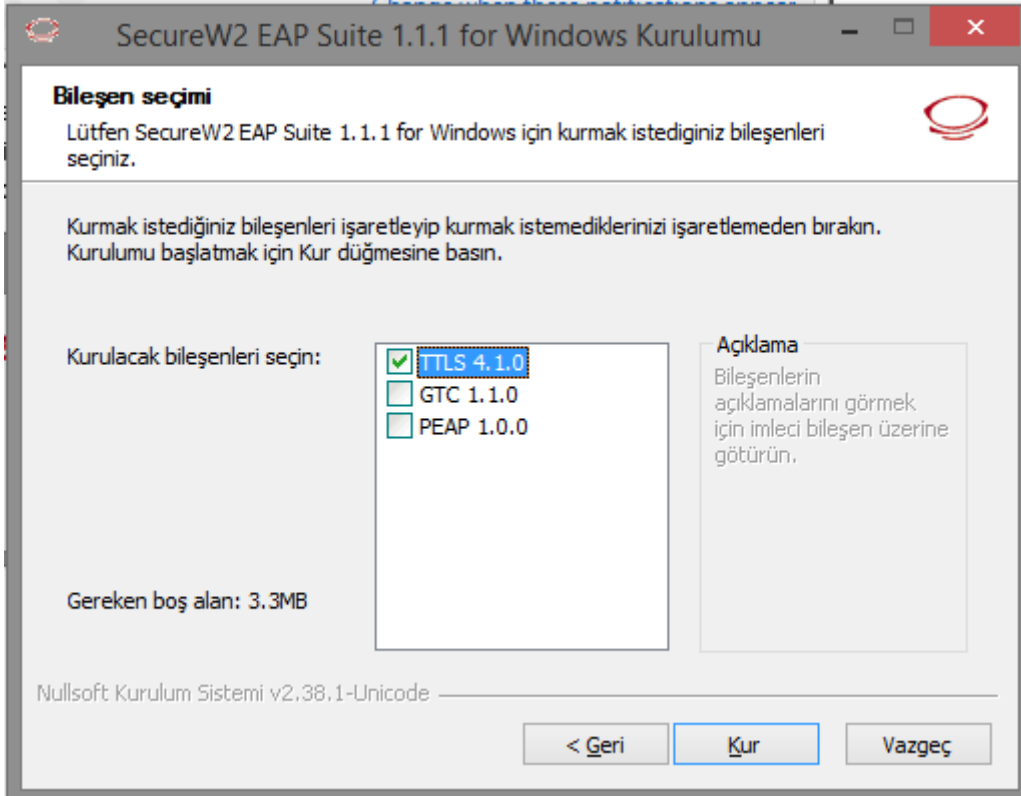 SecureW2 EAP Suite 1.1.1 for Windows Kurulumu
Bileşen seçimi
Lütfen SecureW2 EAP Suite 1.1.1 for Windows için kurmak istediginiz bileşenleri
seçiniz.
Kurmak istediğiniz bileşenleri işaretleyip kurmak istemediklerinizi işaretlemeden bırakın.
Kurulumu başlatmak için Kur düğmesine basın.
Kurulacak bileşenleri seçin:
TTLS 4.1.0
GTC 1.1.0
PEAP 1.0.0
Açıklama
Bileşenlerin
açıklamalarını görmek
için imleci bileşen üzerine
götürün.
Gereken boş alan: 3.3MB
Nullsoft Kurulum Sistemi v2.38.1-Unicode
< Geri
Kur
Vazgeç